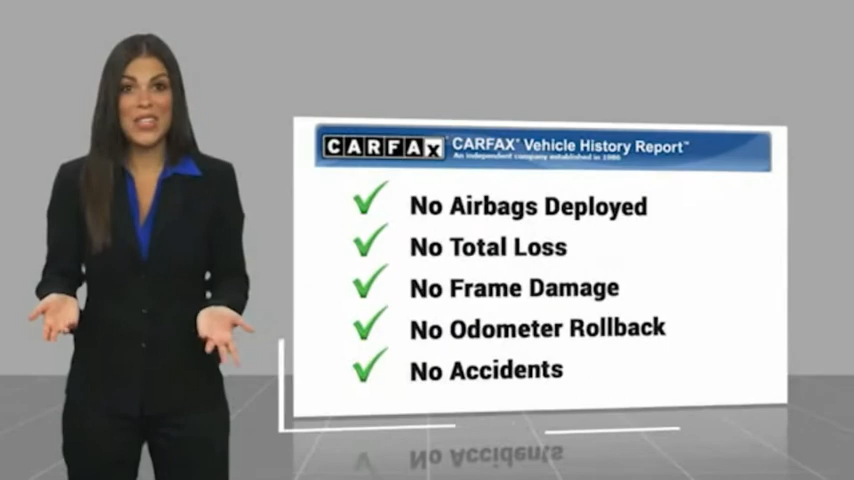 CARFAX CARFAX® Vehicle History Report™
An independent company established in 1986
No Airbags Deployed
No Total Loss
No Frame Damage
No Odometer Rollback
No Accidents
No Accidents